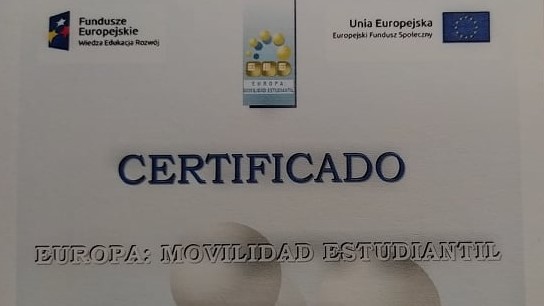 Fundusze
Europejskie
Wiedza Edukacja Rozwój
Unia Europejska
Europejski Fundusz Społeczny
EUROPA
MOVILIDAD ESTUDIANTIL
CERTIFICADO
EUROPA: MOVILIDAD ESTUDIANTIL